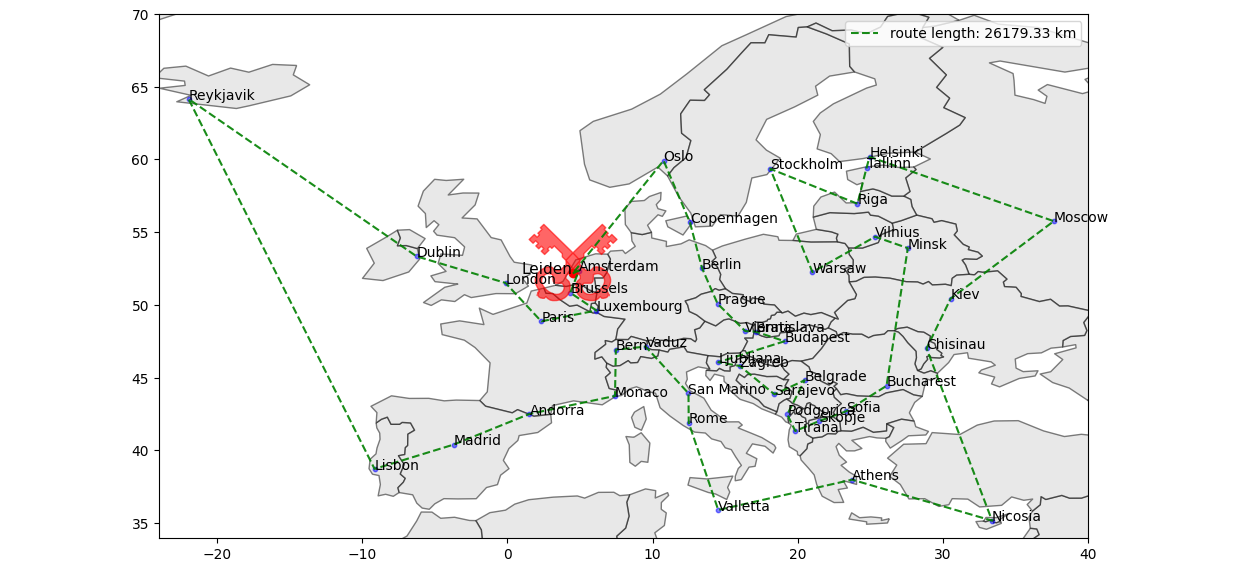 70
65
60
55
50
45
40
35
−20
−10
0
10
20
30
40
route length: 26179.33 km
Reykjavik
Oslo
Helsinki
Tallinn
Stockholm
Riga
Moscow
Copenhagen
Dublin
Vilnius
Minsk
Leiden
Amsterdam
Berlin
Warsaw
London
Brussels
Kiev
Luxembourg
Prague
Paris
Bratislava
Budapest
Bern
Vaduz
Chisinau
Ljubljana
Zagreb
Belgrade
Bucharest
Monaco
San Marino
Sarajevo
Andorra
Podgorica
Sofia
Skopje
Rome
Tirana
Madrid
Lisbon
Athens
Valletta
Nicosia